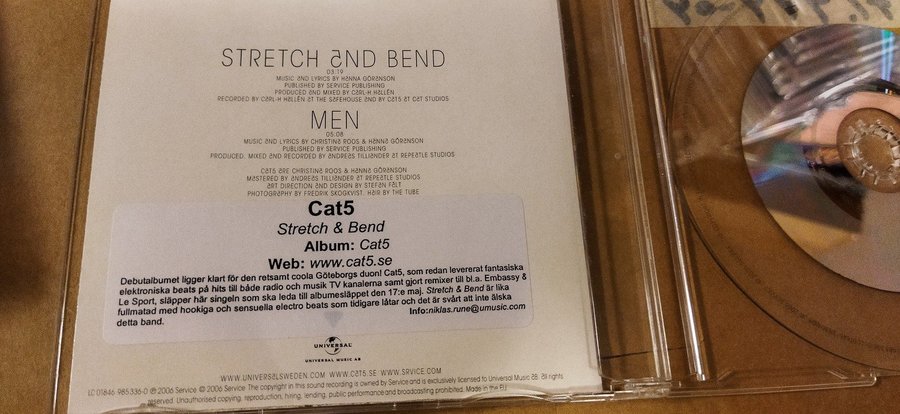 STRETCH AND BEND
03:19
MUSIC AND LYRICS BY HANNA GÖRANSON
PUBLISHED BY SERVICE PUBLISHING
PRODUCED AND MIXED BY CARL-H HALLÉN
RECORDED BY CARL-H HALLÉN AT THE SAFEHOUSE AND BY CAT5 AT CAT STUDIOS
MEN
05:08
MUSIC AND LYRICS BY CHRISTINA ROOS & HANNA GÖRANSON
PUBLISHED BY SERVICE PUBLISHING
PRODUCED, MIXED AND RECORDED BY ANDREAS TILLIANDER AT REPEATLE STUDIOS
CAT5 ARE CHRISTINA ROOS & HANNA GÖRANSON
MASTERED BY ANDREAS TILLIANDER AT REPEATLE STUDIOS
ART DIRECTION AND DESIGN BY STEFAN FÄLT
PHOTOGRAPHY BY FREDRIK SKOGKVIST. HAIR BY THE TUBE
Cat5
Stretch & Bend
Album: Cat5
Web: www.cat5.se
Debutalbumet ligger klart för den retsamt coola Göteborgs duon! Cat5, som redan levererat fantasiska
elektroniska beats på hits till både radio och musik TV kanalerna samt gjort remixer till bl.a. Embassy &
Le Sport, släpper här singeln som ska leda till albumesläppet den 17:e maj. Stretch & Bend är lika
fullmatad med hookiga och sensuella electro beats som tidigare låtar och det är svårt att inte älska
detta band.
Info:niklas.rune@umusic.com
UNIVERSAL
UNIVERSAL MUSIC AB
WWW.UNIVERSALSWEDEN.COM WWW.CAT5.SE WWW.SRVICE.COM
LC 01846. 985 336-0 ℗ 2006 Service © 2006 Service The copyright in this sound recording is owned by Service and is exclusively licensed to Universal Music AB. All rights
reserved. Unauthorised copying, reproduction, hiring, lending, public performance and broadcasting prohibited. Made in the EU